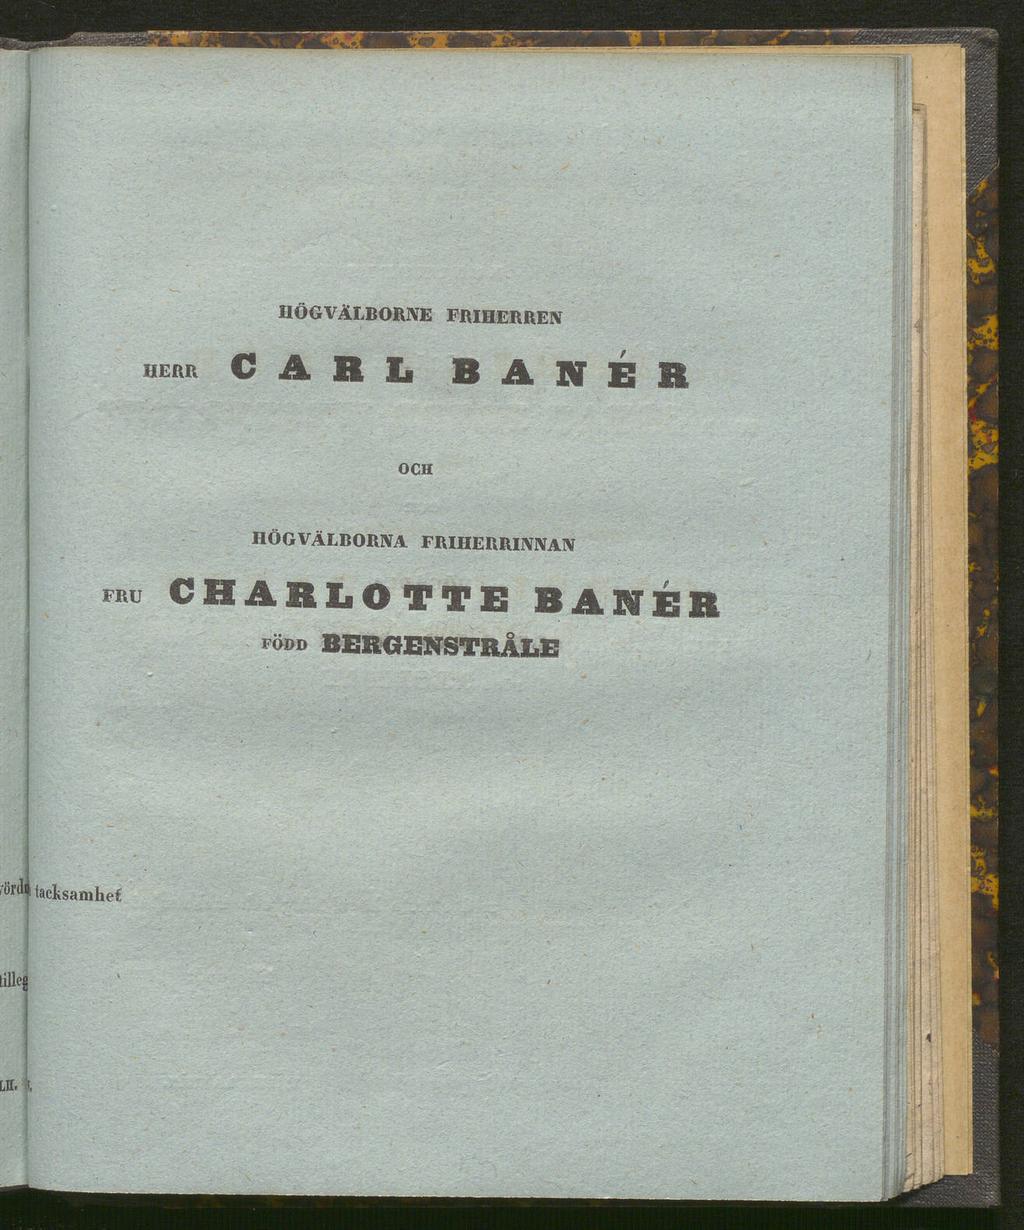 HÖGVÄLBORNE FRIHERREN
HERR CARL BANÉR
OCH
HÖGVÄLBORNA FRIHERRINNAN
FRU CHARLOTTE BANÉR
FÖDD BERGENSTRÅLE
tacksamhet